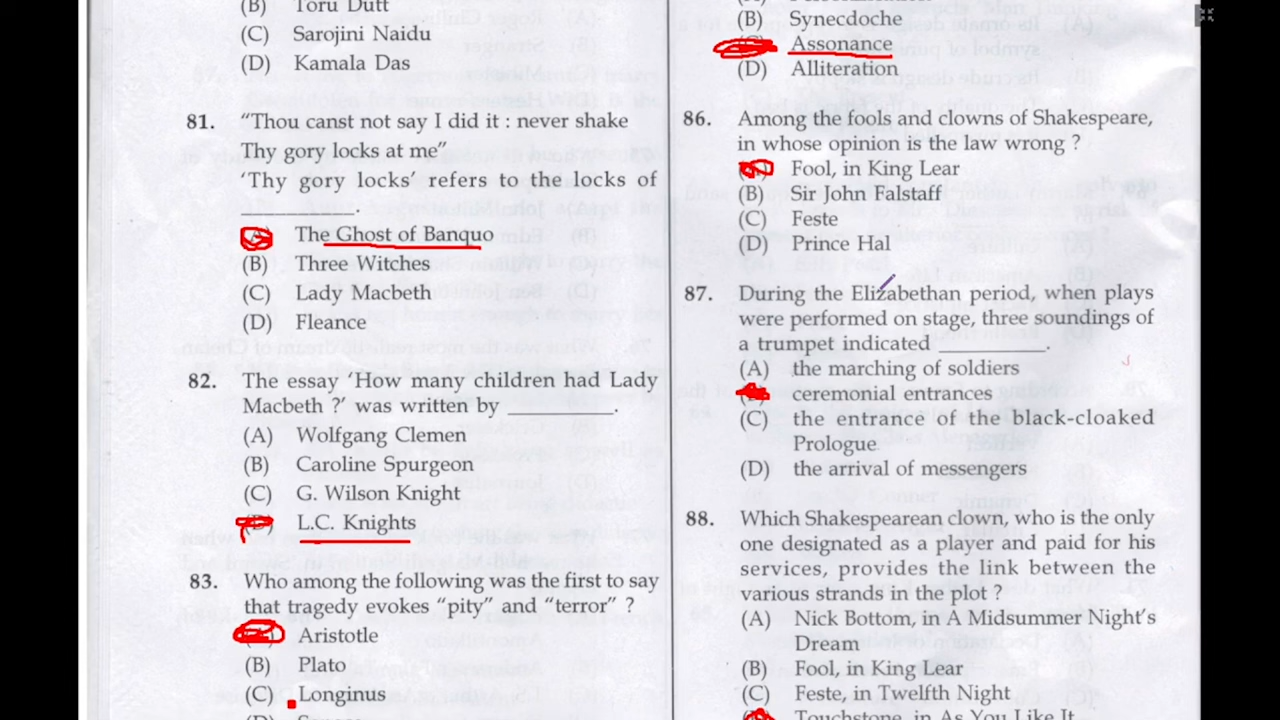 (B) Toru Dutt
(C) Sarojini Naidu
(D) Kamala Das
81. “Thou canst not say I did it : never shake
Thy gory locks at me”
‘Thy gory locks’ refers to the locks of
__________.
(A) The Ghost of Banquo
(B) Three Witches
(C) Lady Macbeth
(D) Fleance
82. The essay ‘How many children had Lady
Macbeth ?’ was written by __________.
(A) Wolfgang Clemen
(B) Caroline Spurgeon
(C) G. Wilson Knight
(D) L.C. Knights
83. Who among the following was the first to say
that tragedy evokes “pity” and “terror” ?
Aristotle
(B) Plato
(C) Longinus
(B) Synecdoche
Assonance
(D) Alliteration
86. Among the fools and clowns of Shakespeare,
in whose opinion is the law wrong ?
Fool, in King Lear
(B) Sir John Falstaff
(C) Feste
(D) Prince Hal
87. During the Elizabethan period, when plays
were performed on stage, three soundings of
a trumpet indicated __________.
(A) the marching of soldiers
ceremonial entrances
(C) the entrance of the black-cloaked
Prologue
(D) the arrival of messengers
88. Which Shakespearean clown, who is the only
one designated as a player and paid for his
services, provides the link between the
various strands in the plot ?
(A) Nick Bottom, in A Midsummer Night’s
Dream
(B) Fool, in King Lear
(C) Feste, in Twelfth Night
Touchstone, in As You Like It